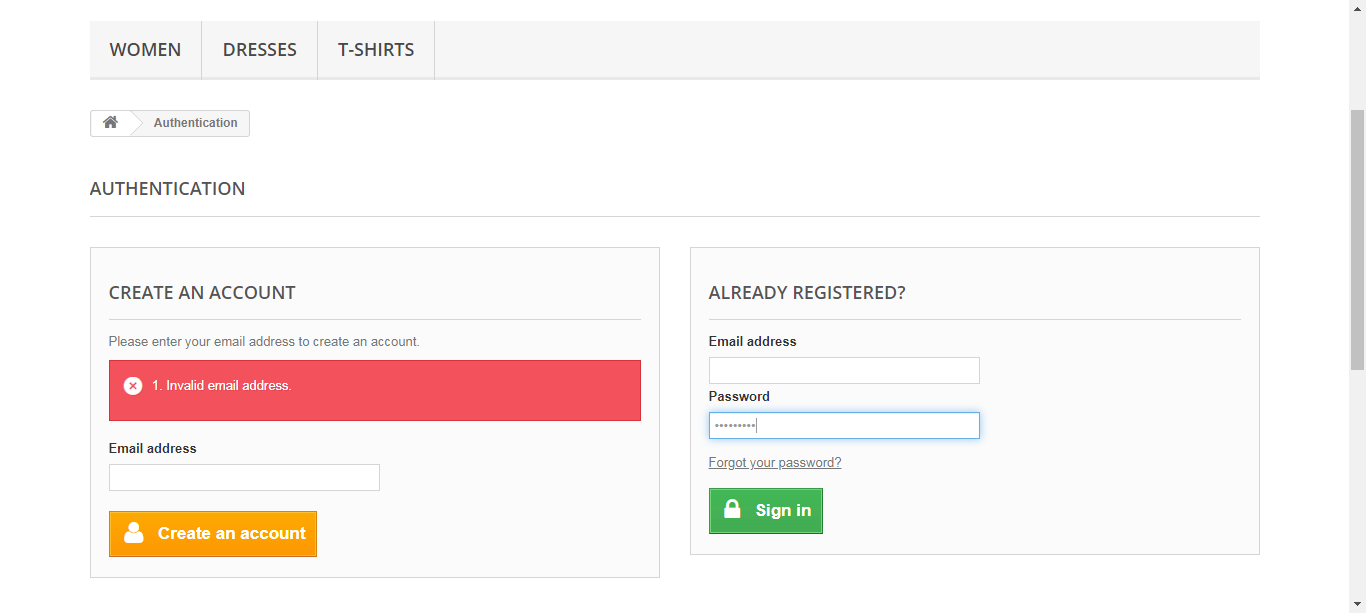 WOMEN
DRESSES
T-SHIRTS
Authentication
AUTHENTICATION
CREATE AN ACCOUNT
Please enter your email address to create an account.
1. Invalid email address.
Email address
Create an account
ALREADY REGISTERED?
Email address
Password
•••••••••
Forgot your password?
Sign in